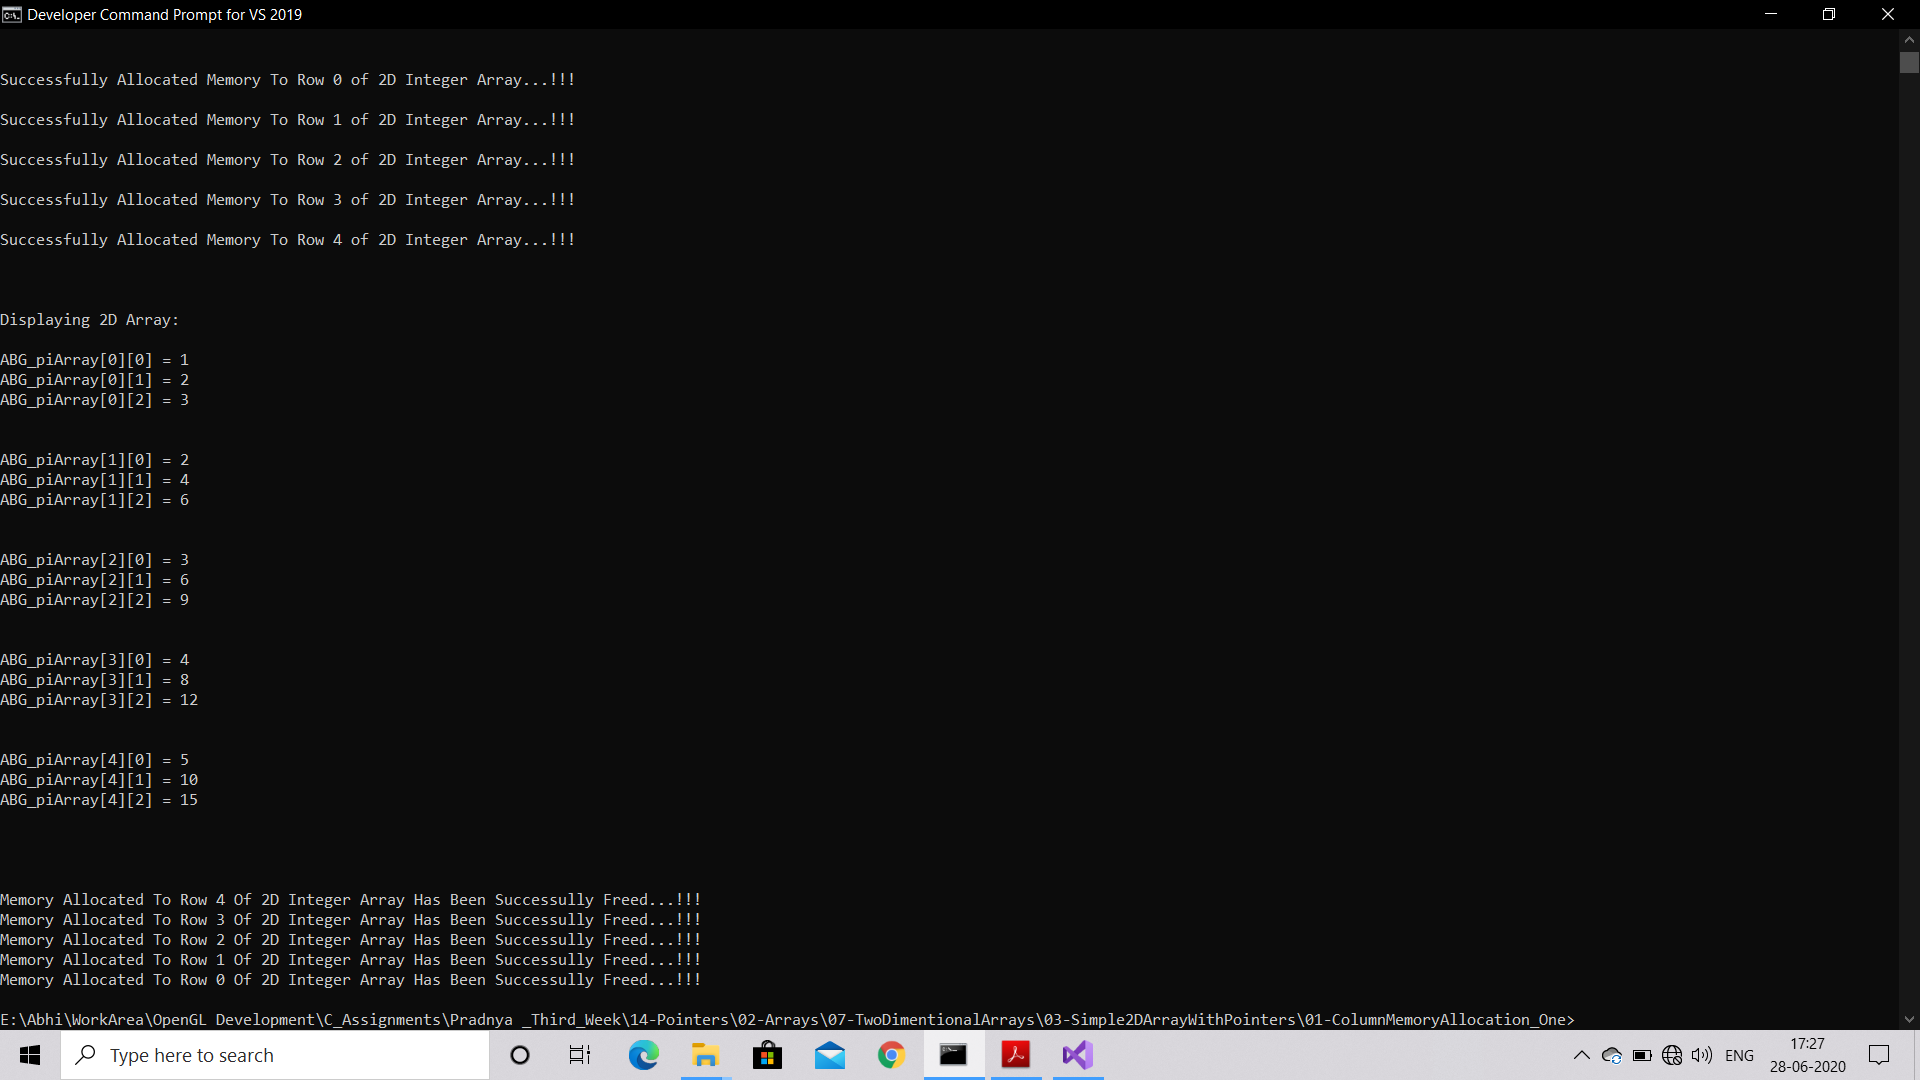 Developer Command Prompt for VS 2019
Successfully Allocated Memory To Row 0 of 2D Integer Array...!!!
Successfully Allocated Memory To Row 1 of 2D Integer Array...!!!
Successfully Allocated Memory To Row 2 of 2D Integer Array...!!!
Successfully Allocated Memory To Row 3 of 2D Integer Array...!!!
Successfully Allocated Memory To Row 4 of 2D Integer Array...!!!
Displaying 2D Array:
ABG_piArray[0][0] = 1
ABG_piArray[0][1] = 2
ABG_piArray[0][2] = 3
ABG_piArray[1][0] = 2
ABG_piArray[1][1] = 4
ABG_piArray[1][2] = 6
ABG_piArray[2][0] = 3
ABG_piArray[2][1] = 6
ABG_piArray[2][2] = 9
ABG_piArray[3][0] = 4
ABG_piArray[3][1] = 8
ABG_piArray[3][2] = 12
ABG_piArray[4][0] = 5
ABG_piArray[4][1] = 10
ABG_piArray[4][2] = 15
Memory Allocated To Row 4 Of 2D Integer Array Has Been Successully Freed...!!!
Memory Allocated To Row 3 Of 2D Integer Array Has Been Successully Freed...!!!
Memory Allocated To Row 2 Of 2D Integer Array Has Been Successully Freed...!!!
Memory Allocated To Row 1 Of 2D Integer Array Has Been Successully Freed...!!!
Memory Allocated To Row 0 Of 2D Integer Array Has Been Successully Freed...!!!
E:\Abhi\WorkArea\OpenGL Development\C_Assignments\Pradnya _Third_Week\14-Pointers\02-Arrays\07-TwoDimentionalArrays\03-Simple2DArrayWithPointers\01-ColumnMemoryAllocation_One>
Type here to search
ENG
17:27
28-06-2020